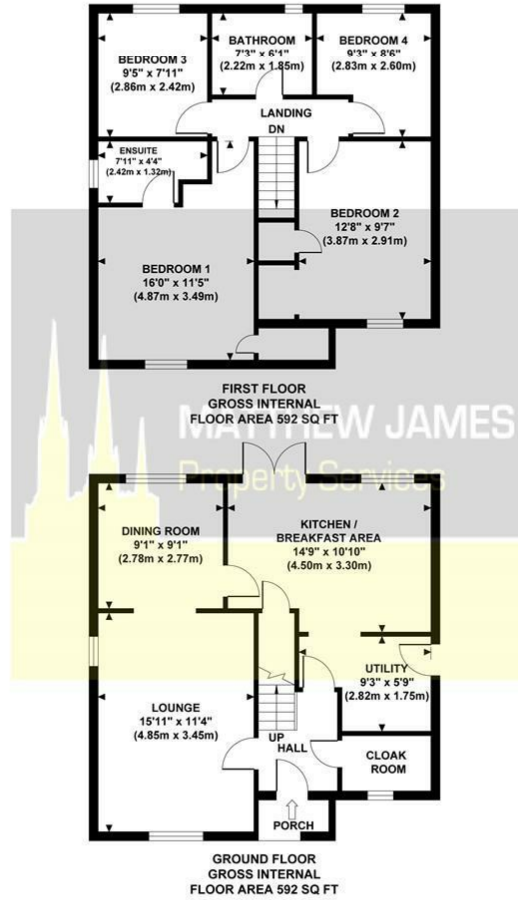 BEDROOM 3
9'5" x 7'11"
(2.86m x 2.42m)
BATHROOM
7'3" x 6'1"
(2.22m x 1.85m)
BEDROOM 4
9'3" x 8'6"
(2.83m x 2.60m)
LANDING
DN
ENSUITE
7'11" x 4'4"
(2.42m x 1.32m)
BEDROOM 2
12'8" x 9'7"
(3.87m x 2.91m)
BEDROOM 1
16'0" x 11'5"
(4.87m x 3.49m)
FIRST FLOOR
GROSS INTERNAL
FLOOR AREA 592 SQ FT
MATTHEW JAMES
Property Services
DINING ROOM
9'1" x 9'1"
(2.78m x 2.77m)
KITCHEN /
BREAKFAST AREA
14'9" x 10'10"
(4.50m x 3.30m)
UTILITY
9'3" x 5'9"
(2.82m x 1.75m)
LOUNGE
15'11" x 11'4"
(4.85m x 3.45m)
UP
HALL
CLOAK
ROOM
PORCH
GROUND FLOOR
GROSS INTERNAL
FLOOR AREA 592 SQ FT